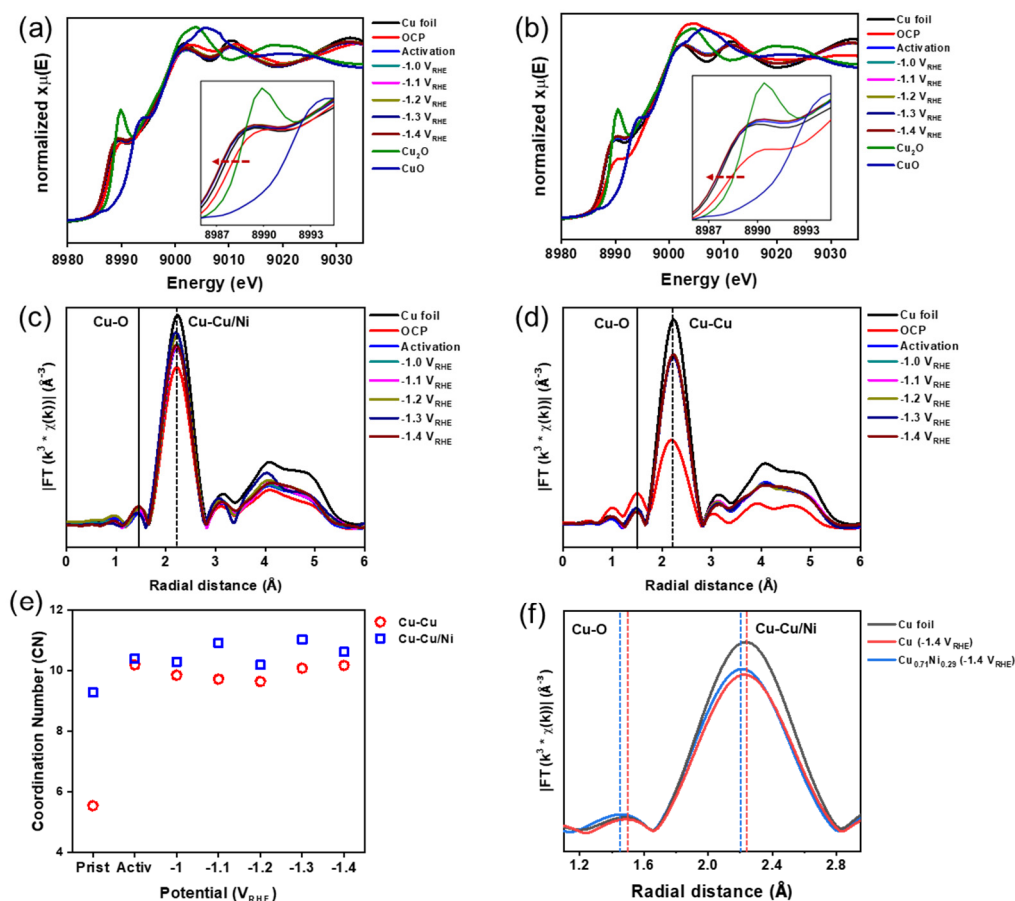 (a)
normalized xμ(E)
Cu foil
OCP
Activation
-1.0 VRHE
-1.1 VRHE
-1.2 VRHE
-1.3 VRHE
-1.4 VRHE
Cu2O
CuO
8987 8990 8993
8980 8990 9000 9010 9020 9030
Energy (eV)
(b)
normalized xμ(E)
Cu foil
OCP
Activation
-1.0 VRHE
-1.1 VRHE
-1.2 VRHE
-1.3 VRHE
-1.4 VRHE
Cu2O
CuO
8987 8990 8993
8980 8990 9000 9010 9020 9030
Energy (eV)
(c)
|FT (k³ * χ(k))| (Å⁻³)
Cu-O
Cu-Cu/Ni
Cu foil
OCP
Activation
-1.0 VRHE
-1.1 VRHE
-1.2 VRHE
-1.3 VRHE
-1.4 VRHE
0 1 2 3 4 5 6
Radial distance (Å)
(d)
|FT (k³ * χ(k))| (Å⁻³)
Cu-O
Cu-Cu
Cu foil
OCP
Activation
-1.0 VRHE
-1.1 VRHE
-1.2 VRHE
-1.3 VRHE
-1.4 VRHE
0 1 2 3 4 5 6
Radial distance (Å)
(e)
Coordination Number (CN)
12
10
8
6
4
Cu-Cu
Cu-Cu/Ni
Prist Activ -1 -1.1 -1.2 -1.3 -1.4
Potential (VRHE)
(f)
|FT (k³ * χ(k))| (Å⁻³)
Cu-O
Cu-Cu/Ni
Cu foil
Cu (-1.4 VRHE)
Cu0.71Ni0.29 (-1.4 VRHE)
1.2 1.6 2.0 2.4 2.8
Radial distance (Å)